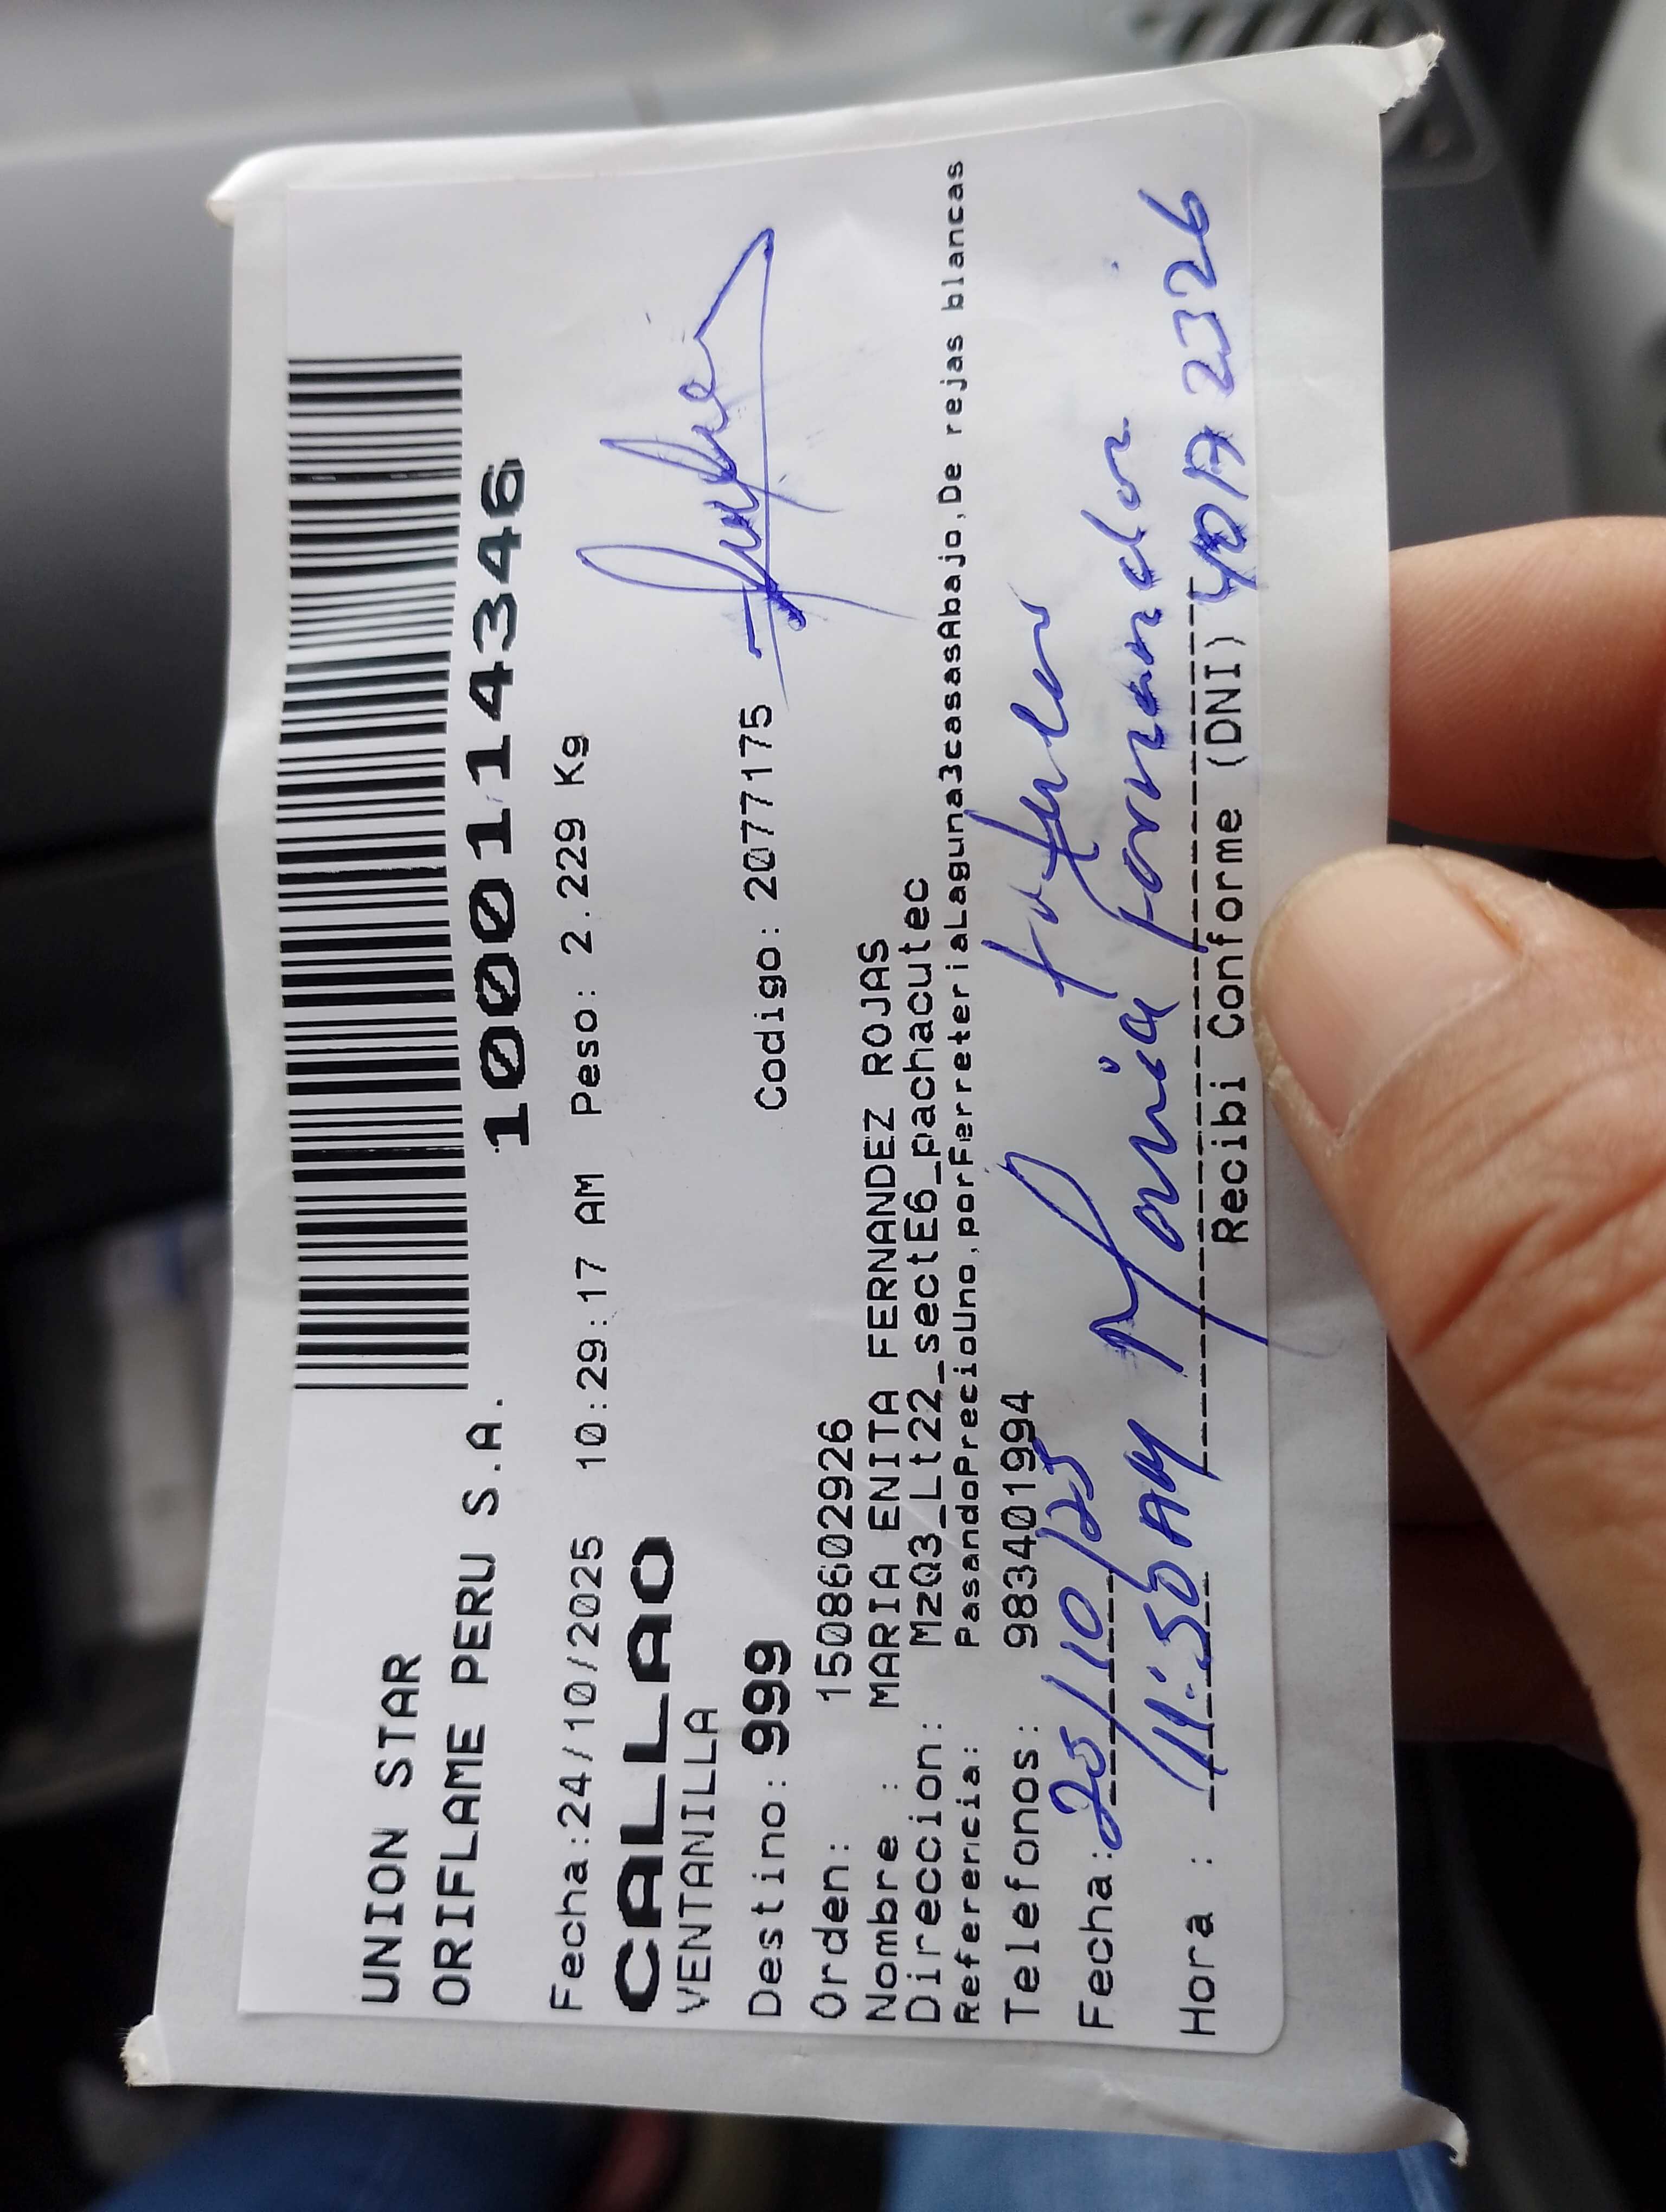 UNION STAR
ORIFLAME PERU S.A.
1000114346
Fecha:24/10/2025 10:29:17 AM Peso: 2.229 Kg
CALLAO
VENTANILLA
Destino: 999 Codigo: 2077175
Orden: 1508602926
Nombre : MARIA ENITA FERNANDEZ ROJAS
Direccion: MzQ3_Lt22_sectE6_pachacutec
Referencia: PasandoPrecioUno,porFerreteriaLaguna3casasAbajo,De rejas blancas
Telefonos: 983401994
Fecha: 25/10/25
Hora : 11:50 AM Maria Fernandez
Recibi Conforme (DNI)